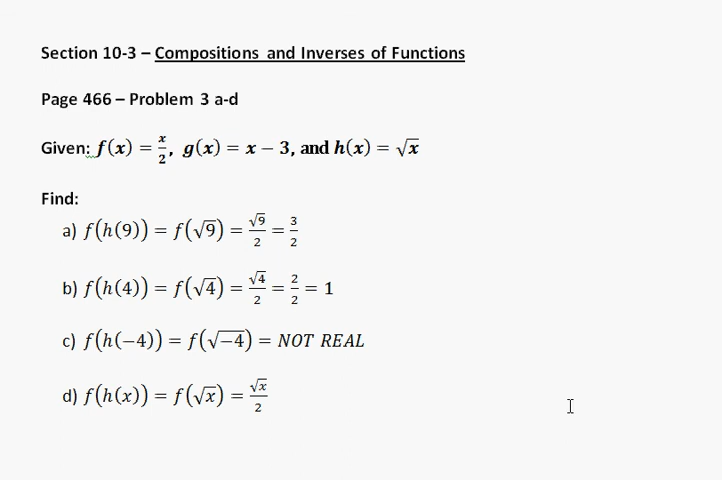 Section 10-3 – Compositions and Inverses of Functions
Page 466 – Problem 3 a-d
Given: f(x) = x/2, g(x) = x − 3, and h(x) = √x
Find:
a) f(h(9)) = f(√9) = √9/2 = 3/2
b) f(h(4)) = f(√4) = √4/2 = 2/2 = 1
c) f(h(−4)) = f(√−4) = NOT REAL
d) f(h(x)) = f(√x) = √x/2